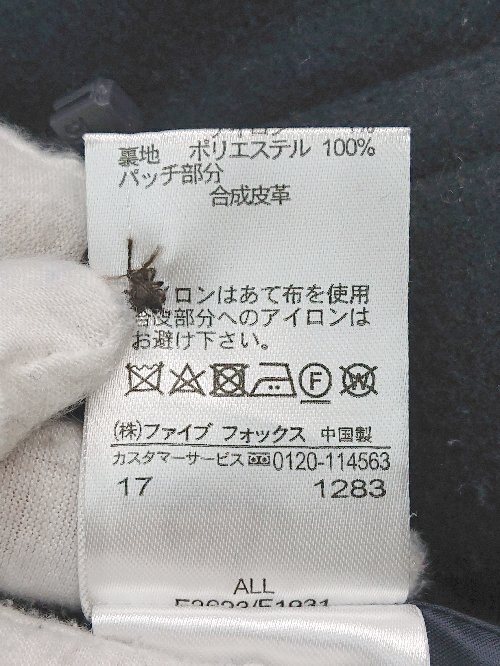 裏地 ポリエステル 100%
パッチ部分
合成皮革
イロンはあて布を使用
部分へのアイロンは
お避け下さい。
F W
(株)ファイブ フォックス 中国製
カスタマーサービス 0120-114563
17 1283
ALL